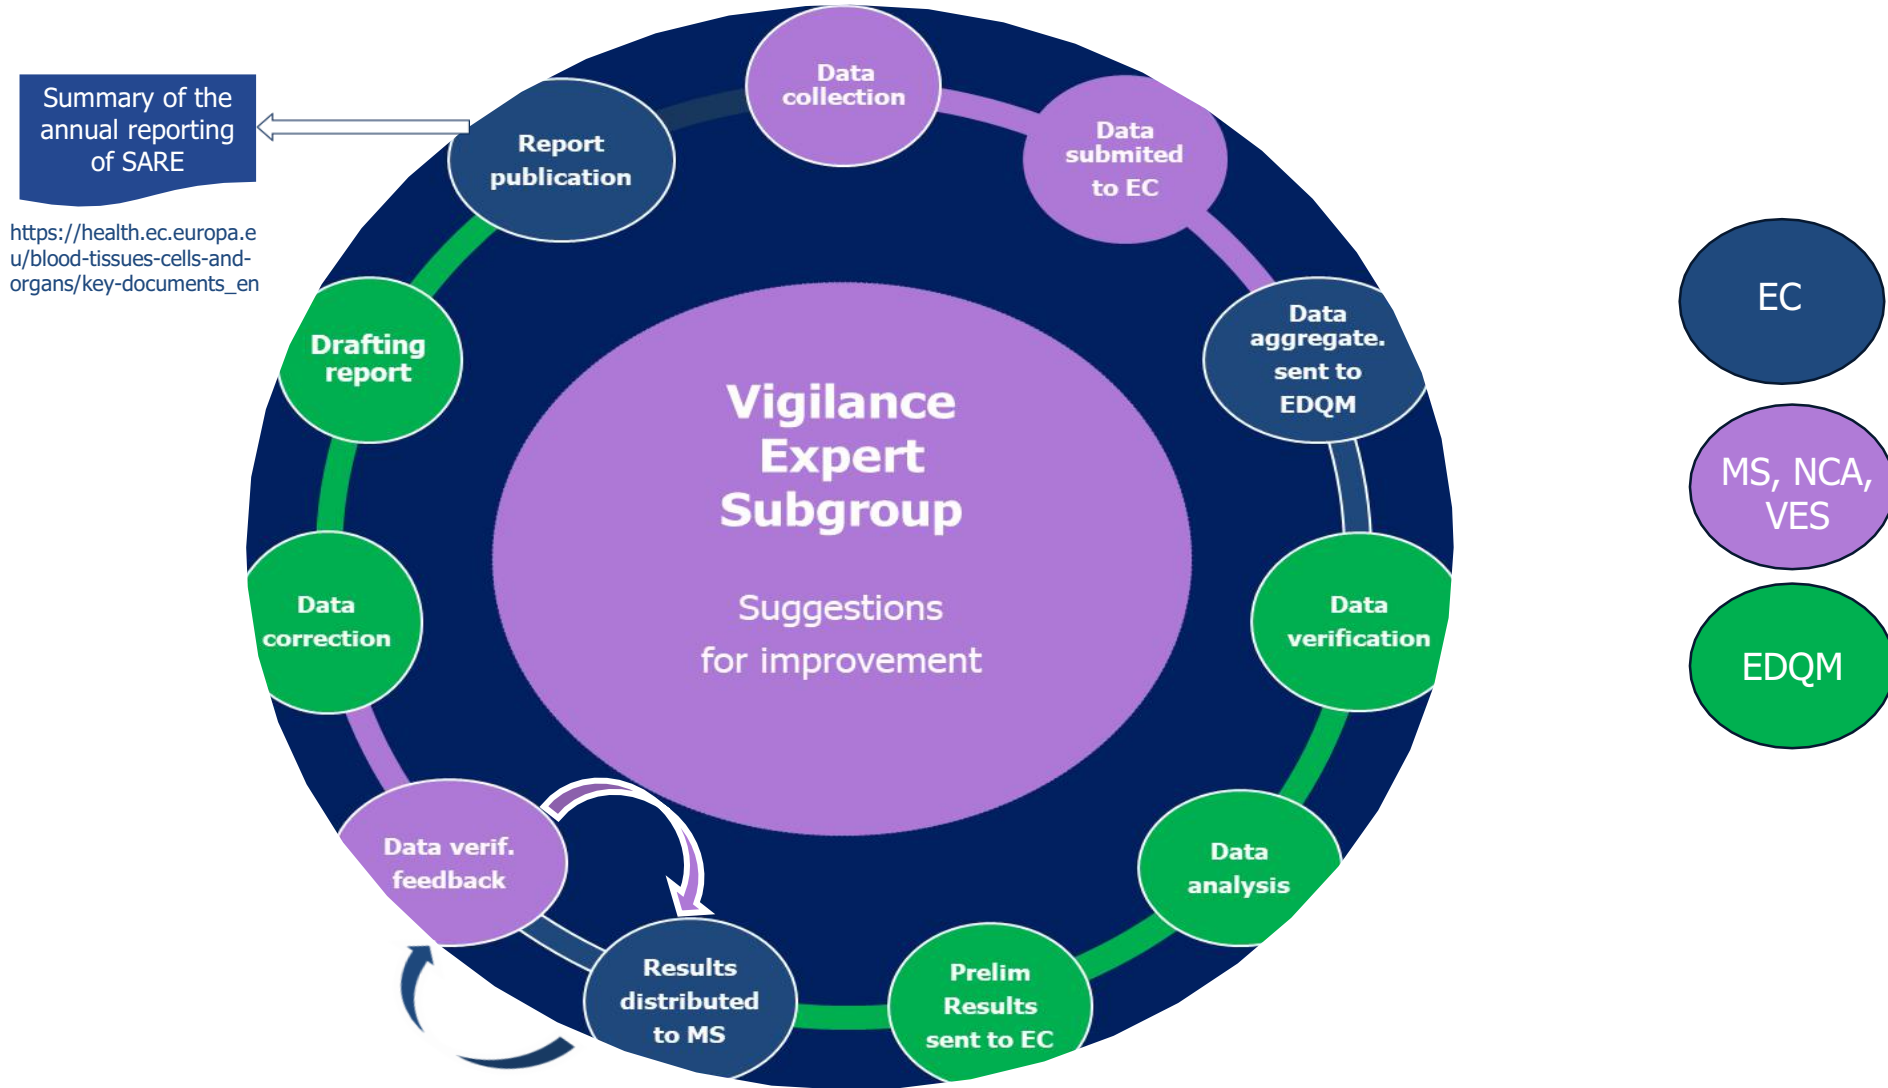 Summary of the
annual reporting
of SARE
https://health.ec.europa.e
u/blood-tissues-cells-and-
organs/key-documents_en
Data
collection
Data
submited
to EC
Data
aggregate.
sent to
EDQM
Data
verification
Data
analysis
Prelim
Results
sent to EC
Results
distributed
to MS
Data verif.
feedback
Data
correction
Drafting
report
Report
publication
Vigilance
Expert
Subgroup
Suggestions
for improvement
EC
MS, NCA,
VES
EDQM